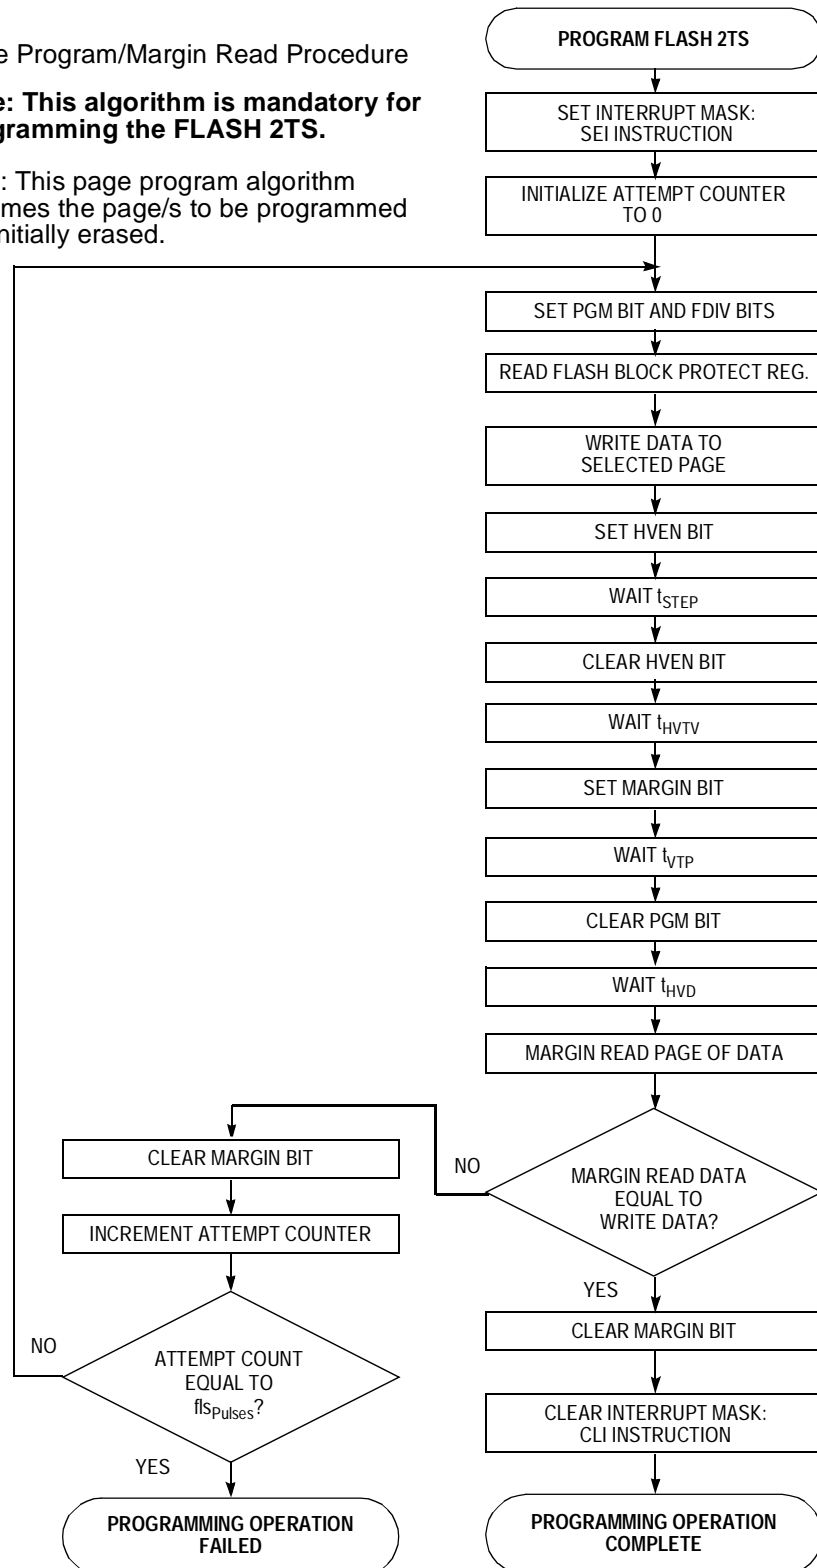 e Program/Margin Read Procedure
e: This algorithm is mandatory for
gramming the FLASH 2TS.
: This page program algorithm
mes the page/s to be programmed
nitially erased.
PROGRAM FLASH 2TS
SET INTERRUPT MASK:
SEI INSTRUCTION
INITIALIZE ATTEMPT COUNTER
TO 0
SET PGM BIT AND FDIV BITS
READ FLASH BLOCK PROTECT REG.
WRITE DATA TO
SELECTED PAGE
SET HVEN BIT
WAIT tSTEP
CLEAR HVEN BIT
WAIT tHVTV
SET MARGIN BIT
WAIT tVTP
CLEAR PGM BIT
WAIT tHVD
MARGIN READ PAGE OF DATA
MARGIN READ DATA
EQUAL TO
WRITE DATA?
NO
CLEAR MARGIN BIT
INCREMENT ATTEMPT COUNTER
ATTEMPT COUNT
EQUAL TO
flsPulses?
NO
YES
PROGRAMMING OPERATION
FAILED
YES
CLEAR MARGIN BIT
CLEAR INTERRUPT MASK:
CLI INSTRUCTION
PROGRAMMING OPERATION
COMPLETE